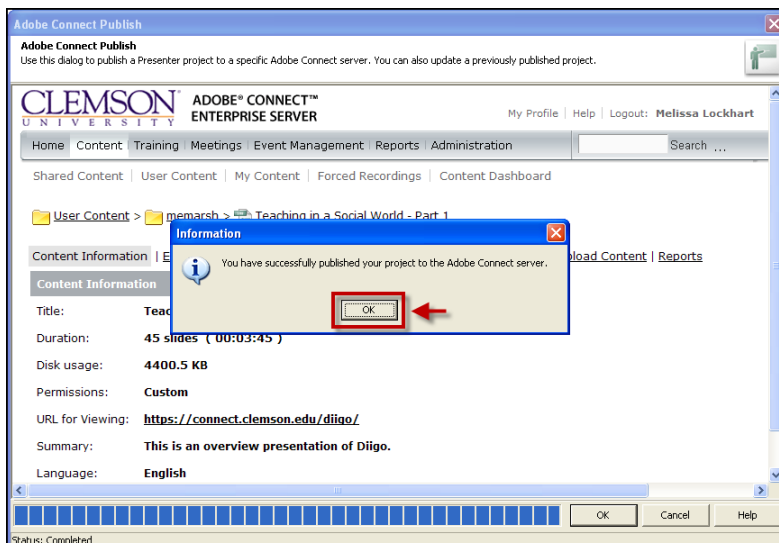 Adobe Connect Publish
Adobe Connect Publish
Use this dialog to publish a Presenter project to a specific Adobe Connect server. You can also update a previously published project.
CLEMSON
UNIVERSITY
ADOBE® CONNECT™
ENTERPRISE SERVER
My Profile | Help | Logout: Melissa Lockhart
Home Content Training Meetings Event Management Reports Administration Search ...
Shared Content | User Content | My Content | Forced Recordings | Content Dashboard
User Content > memarsh > Teaching in a Social World - Part 1
Information
Content Information | E
load Content | Reports
You have successfully published your project to the Adobe Connect server.
OK
Content Informat
Title: Teac
Duration: 45 slides ( 00:03:45 )
Disk usage: 4400.5 KB
Permissions: Custom
URL for Viewing: https://connect.clemson.edu/diigo/
Summary: This is an overview presentation of Diigo.
Language: English
OK Cancel Help
Status: Completed